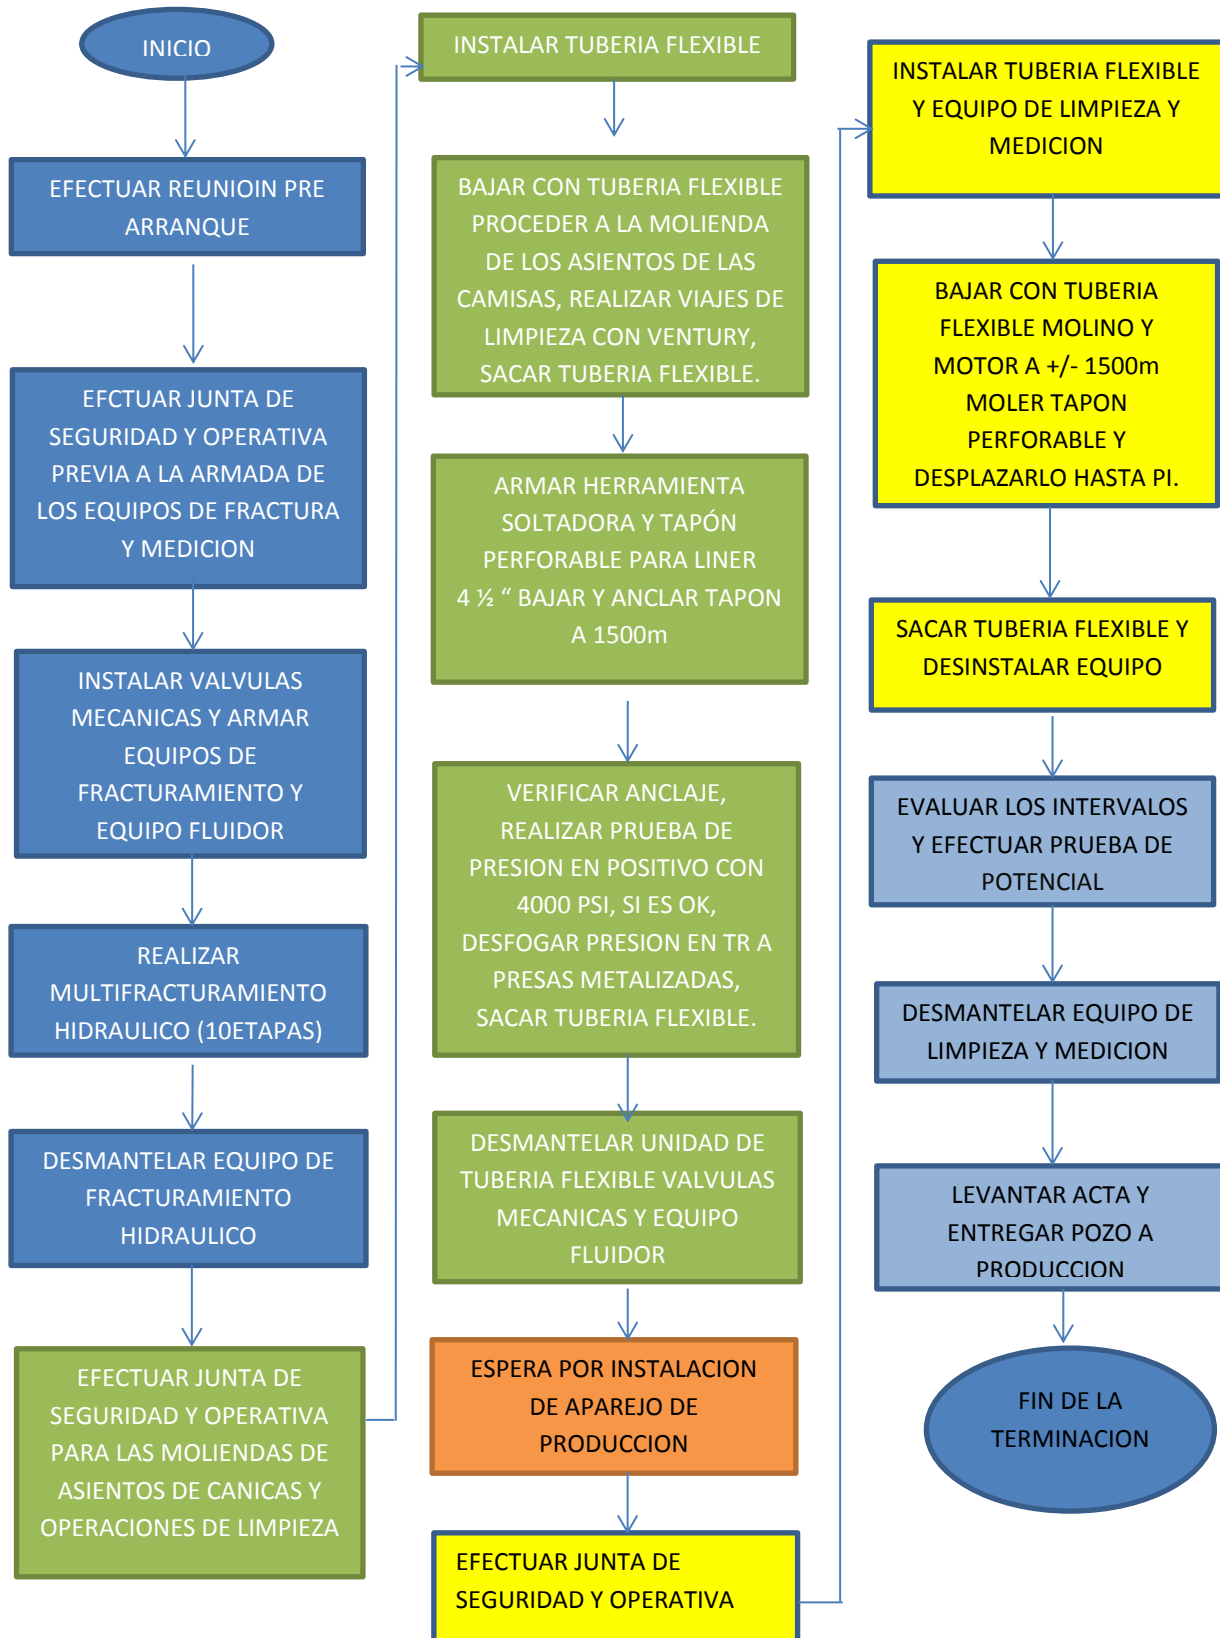 INICIO
EFECTUAR REUNIOIN PRE
ARRANQUE
EFCTUAR JUNTA DE
SEGURIDAD Y OPERATIVA
PREVIA A LA ARMADA DE
LOS EQUIPOS DE FRACTURA
Y MEDICION
INSTALAR VALVULAS
MECANICAS Y ARMAR
EQUIPOS DE
FRACTURAMIENTO Y
EQUIPO FLUIDOR
REALIZAR
MULTIFRACTURAMIENTO
HIDRAULICO (10ETAPAS)
DESMANTELAR EQUIPO DE
FRACTURAMIENTO
HIDRAULICO
EFECTUAR JUNTA DE
SEGURIDAD Y OPERATIVA
PARA LAS MOLIENDAS DE
ASIENTOS DE CANICAS Y
OPERACIONES DE LIMPIEZA
INSTALAR TUBERIA FLEXIBLE
BAJAR CON TUBERIA FLEXIBLE
PROCEDER A LA MOLIENDA
DE LOS ASIENTOS DE LAS
CAMISAS, REALIZAR VIAJES DE
LIMPIEZA CON VENTURY,
SACAR TUBERIA FLEXIBLE.
ARMAR HERRAMIENTA
SOLTADORA Y TAPÓN
PERFORABLE PARA LINER
4 ½ “ BAJAR Y ANCLAR TAPON
A 1500m
VERIFICAR ANCLAJE,
REALIZAR PRUEBA DE
PRESION EN POSITIVO CON
4000 PSI, SI ES OK,
DESFOGAR PRESION EN TR A
PRESAS METALIZADAS,
SACAR TUBERIA FLEXIBLE.
DESMANTELAR UNIDAD DE
TUBERIA FLEXIBLE VALVULAS
MECANICAS Y EQUIPO
FLUIDOR
ESPERA POR INSTALACION
DE APAREJO DE
PRODUCCION
EFECTUAR JUNTA DE
SEGURIDAD Y OPERATIVA
INSTALAR TUBERIA FLEXIBLE
Y EQUIPO DE LIMPIEZA Y
MEDICION
BAJAR CON TUBERIA
FLEXIBLE MOLINO Y
MOTOR A +/- 1500m
MOLER TAPON
PERFORABLE Y
DESPLAZARLO HASTA PI.
SACAR TUBERIA FLEXIBLE Y
DESINSTALAR EQUIPO
EVALUAR LOS INTERVALOS
Y EFECTUAR PRUEBA DE
POTENCIAL
DESMANTELAR EQUIPO DE
LIMPIEZA Y MEDICION
LEVANTAR ACTA Y
ENTREGAR POZO A
PRODUCCION
FIN DE LA
TERMINACION